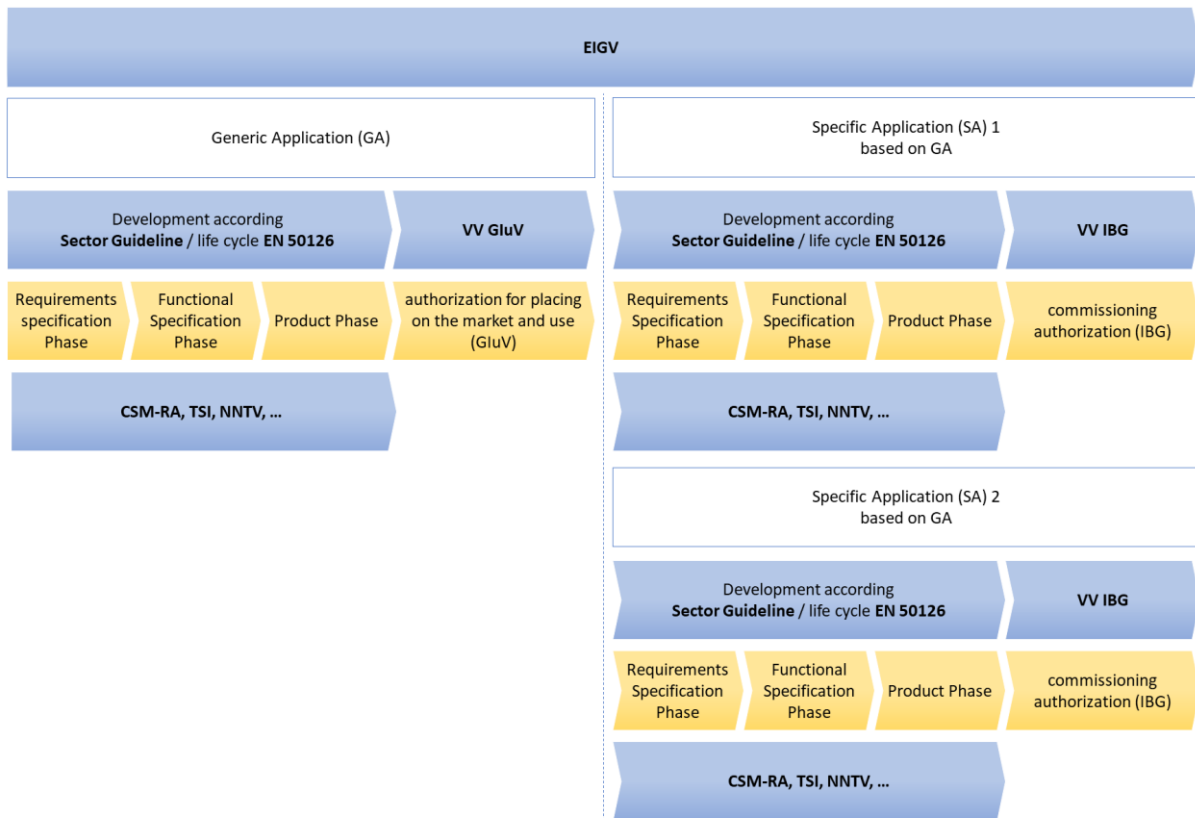 EIGV
Generic Application (GA)
Development according
Sector Guideline / life cycle EN 50126
VV GluV
Requirements
specification
Phase
Functional
Specification
Phase
Product Phase
authorization for placing
on the market and use
(GluV)
CSM-RA, TSI, NNTV, ...
Specific Application (SA) 1
based on GA
Development according
Sector Guideline / life cycle EN 50126
VV IBG
Requirements
Specification
Phase
Functional
Specification
Phase
Product Phase
commissioning
authorization (IBG)
CSM-RA, TSI, NNTV, ...
Specific Application (SA) 2
based on GA
Development according
Sector Guideline / life cycle EN 50126
VV IBG
Requirements
Specification
Phase
Functional
Specification
Phase
Product Phase
commissioning
authorization (IBG)
CSM-RA, TSI, NNTV, ...